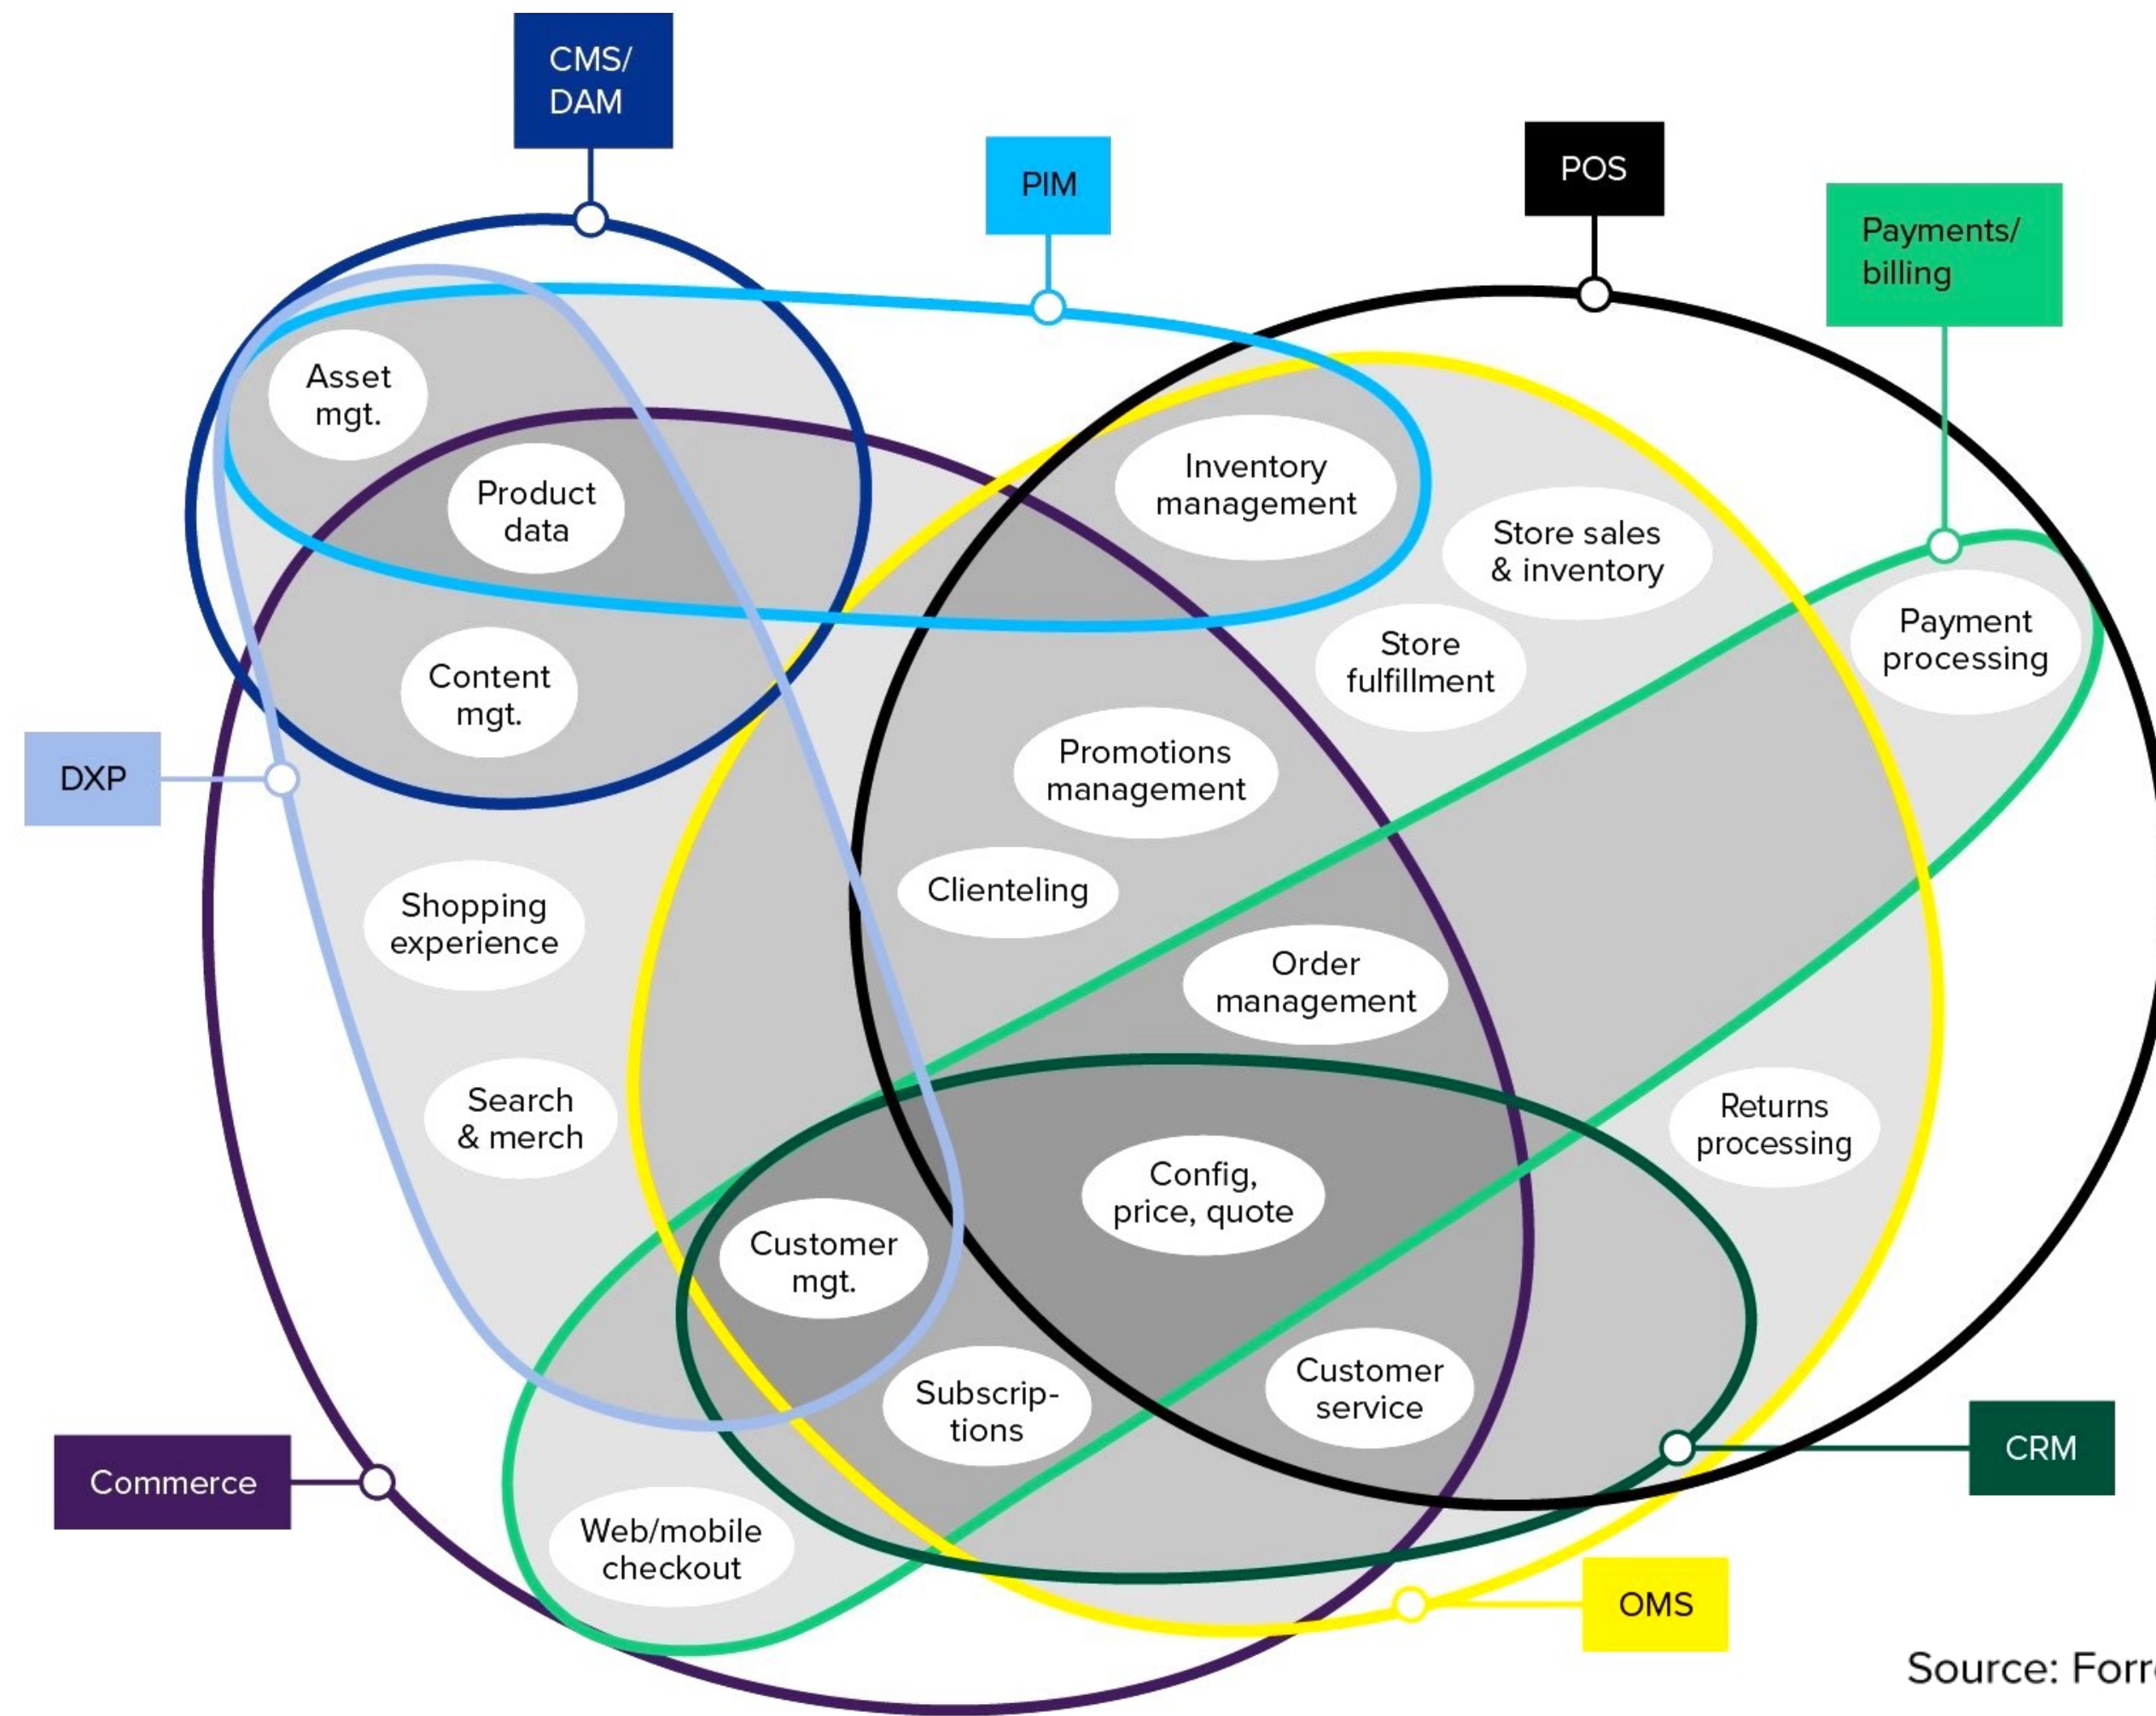 CMS/
DAM
PIM
POS
Payments/
billing
Asset
mgt.
Product
data
Inventory
management
Store sales
& inventory
Payment
processing
Store
fulfillment
Content
mgt.
DXP
Promotions
management
Clienteling
Shopping
experience
Order
management
Search
& merch
Returns
processing
Config,
price, quote
Customer
mgt.
Customer
service
Subscrip-
tions
CRM
Commerce
Web/mobile
checkout
OMS
Source: